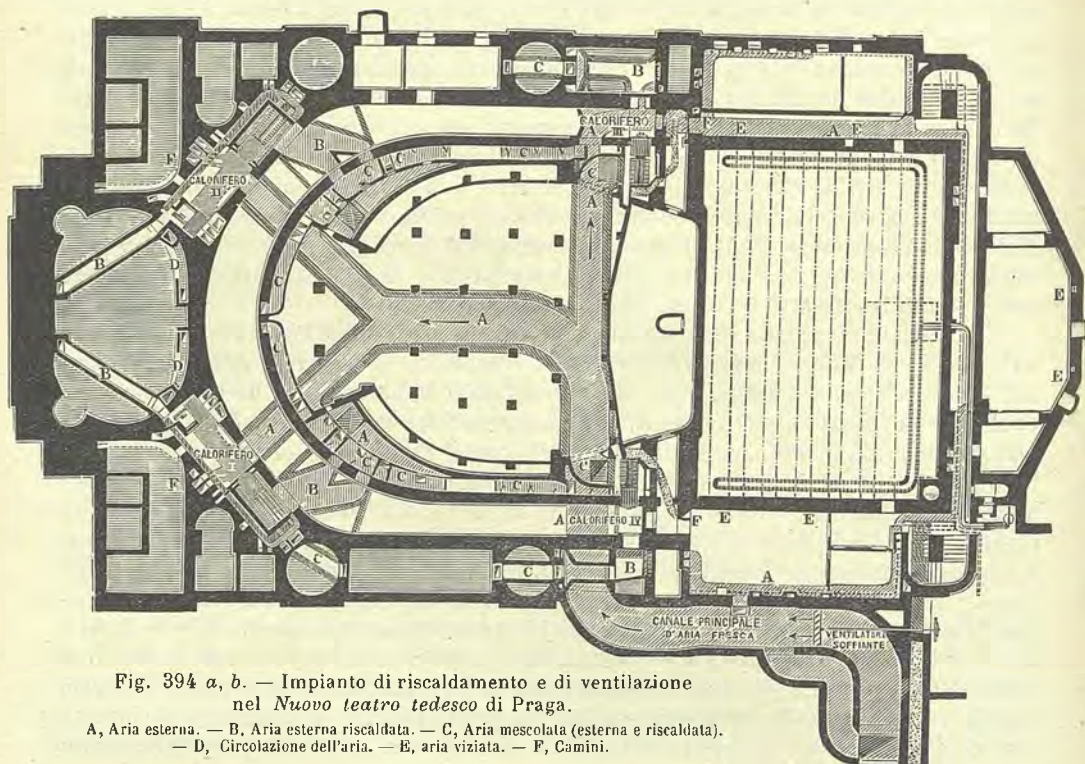 B
C
B
CALORIFERO
III
F
E
A
E
A
F
CALORIFERO
II
B
C
C
C
A
B
D
C
A
E
C
D
B
C
E
A
CALORIFERO
I
A
C
C
C
F
B
A
CALORIFERO IV
F
E
E
C
C
B
A
CANALE PRINCIPALE
D'ARIA FRESCA
VENTILATORE
SOFFIANTE
Fig. 394 a, b. — Impianto di riscaldamento e di ventilazione
nel Nuovo teatro tedesco di Praga.
A, Aria esterna. — B, Aria esterna riscaldata. — C, Aria mescolata (esterna e riscaldata).
— D, Circolazione dell'aria. — E, aria viziata. — F, Camini.